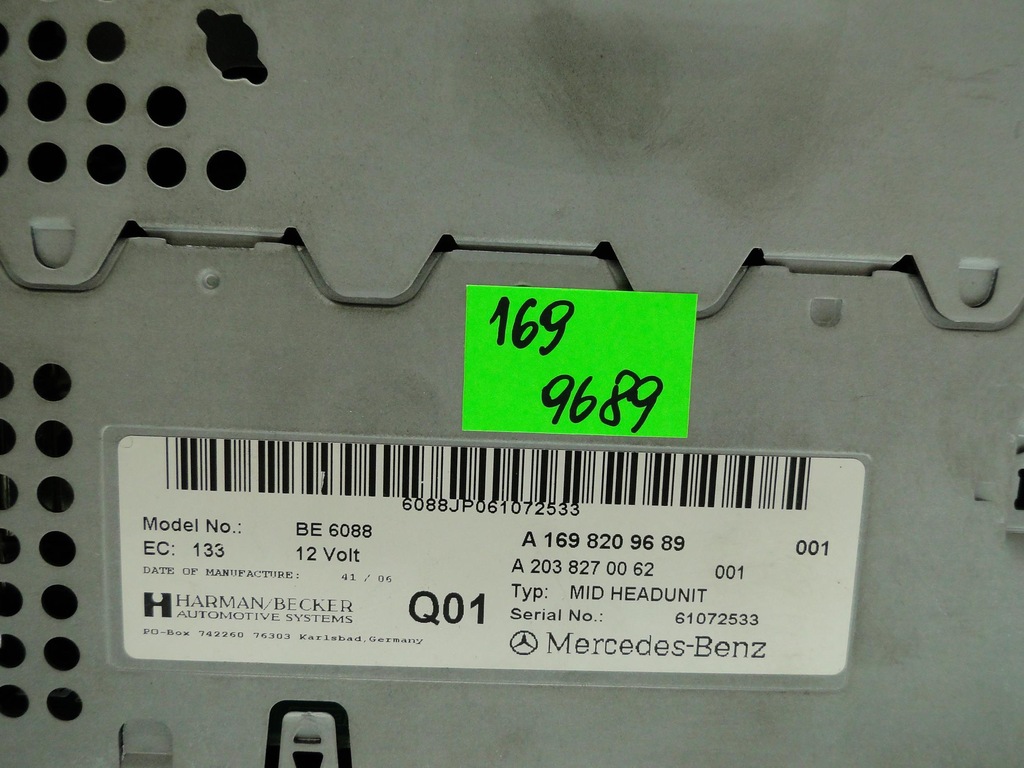 169
9689
6088JP061072533
Model No.: BE 6088
EC: 133 12 Volt
DATE OF MANUFACTURE: 41 / 06
HARMAN/BECKER
AUTOMOTIVE SYSTEMS
PO-Box 742260 76303 Karlsbad, Germany
Q01
A 169 820 96 89 001
A 203 827 00 62 001
Typ: MID HEADUNIT
Serial No.: 61072533
Mercedes-Benz